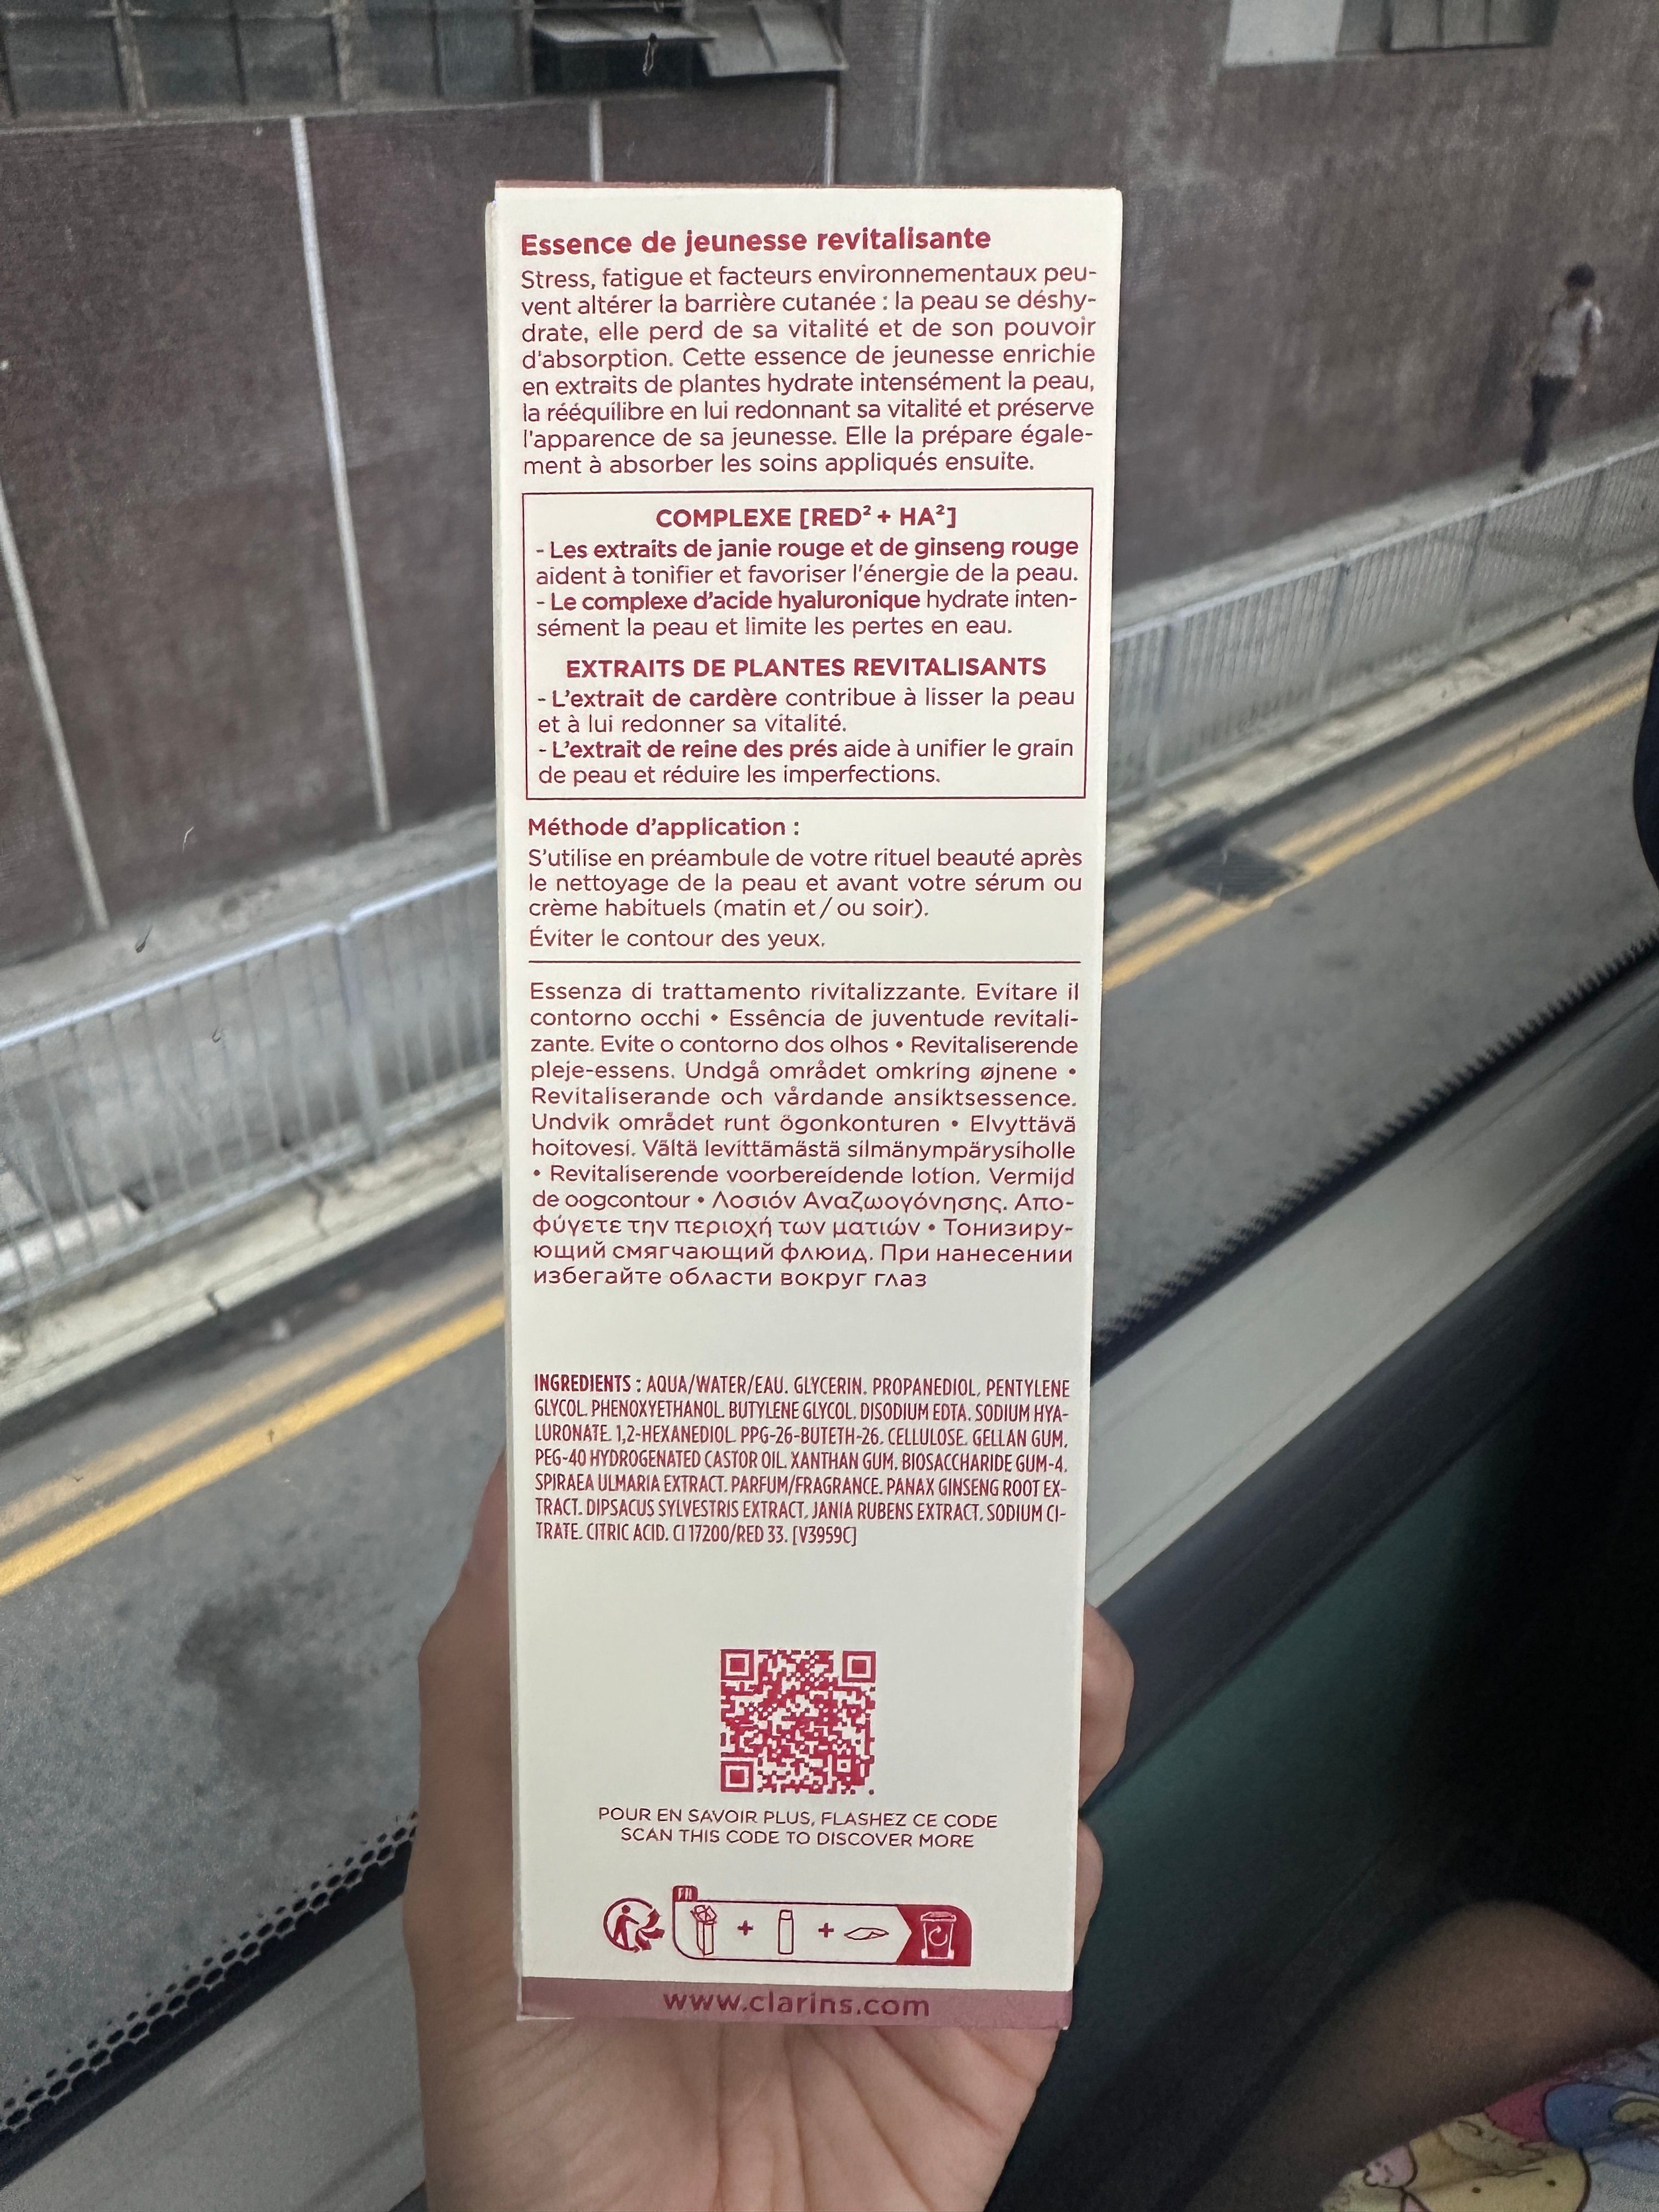 Essence de jeunesse revitalisante
Stress, fatigue et facteurs environnementaux peu-
vent altérer la barrière cutanée : la peau se déshy-
drate, elle perd de sa vitalité et de son pouvoir
d'absorption. Cette essence de jeunesse enrichie
en extraits de plantes hydrate intensément la peau,
la rééquilibre en lui redonnant sa vitalité et préserve
l'apparence de sa jeunesse. Elle la prépare égale-
ment à absorber les soins appliqués ensuite.
COMPLEXE [RED² + HA²]
- Les extraits de janie rouge et de ginseng rouge
aident à tonifier et favoriser l'énergie de la peau.
- Le complexe d'acide hyaluronique hydrate inten-
sément la peau et limite les pertes en eau.
EXTRAITS DE PLANTES REVITALISANTS
- L'extrait de cardère contribue à lisser la peau
et à lui redonner sa vitalité.
- L'extrait de reine des prés aide à unifier le grain
de peau et réduire les imperfections.
Méthode d'application :
S'utilise en préambule de votre rituel beauté après
le nettoyage de la peau et avant votre sérum ou
crème habituels (matin et / ou soir).
Éviter le contour des yeux.
Essenza di trattamento rivitalizzante. Evitare il
contorno occhi • Essência de juventude revitali-
zante. Evite o contorno dos olhos • Revitaliserende
pleje-essens. Undgå området omkring øjnene •
Revitaliserande och vårdande ansiktsessence.
Undvik området runt ögonkonturen • Elvyttävä
hoitovesi. Vältä levittämästä silmänympärysiholle
• Revitaliserende voorbereidende lotion. Vermijd
de oogcontour • Λοσιόν Αναζωογόνησης. Απο-
φύγετε την περιοχή των ματιών • Тонизиру-
ющий смягчающий флюид. При нанесении
избегайте области вокруг глаз
INGREDIENTS : AQUA/WATER/EAU. GLYCERIN. PROPANEDIOL. PENTYLENE
GLYCOL. PHENOXYETHANOL. BUTYLENE GLYCOL. DISODIUM EDTA. SODIUM HYA-
LURONATE. 1,2-HEXANEDIOL. PPG-26-BUTETH-26. CELLULOSE. GELLAN GUM.
PEG-40 HYDROGENATED CASTOR OIL. XANTHAN GUM. BIOSACCHARIDE GUM-4.
SPIRAEA ULMARIA EXTRACT. PARFUM/FRAGRANCE. PANAX GINSENG ROOT EX-
TRACT. DIPSACUS SYLVESTRIS EXTRACT. JANIA RUBENS EXTRACT. SODIUM CI-
TRATE. CITRIC ACID. CI 17200/RED 33. [V3959C]
POUR EN SAVOIR PLUS, FLASHEZ CE CODE
SCAN THIS CODE TO DISCOVER MORE
FR
+ +
www.clarins.com